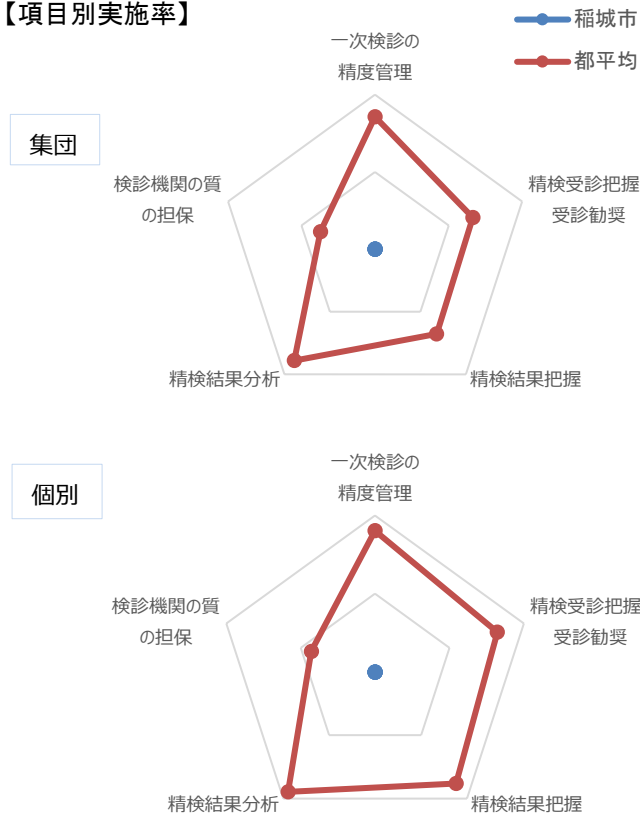 【項目別実施率】
稲城市
都平均
集団
一次検診の
精度管理
精検受診把握
受診勧奨
精検結果把握
精検結果分析
検診機関の質
の担保
個別
一次検診の
精度管理
精検受診把握
受診勧奨
精検結果把握
精検結果分析
検診機関の質
の担保